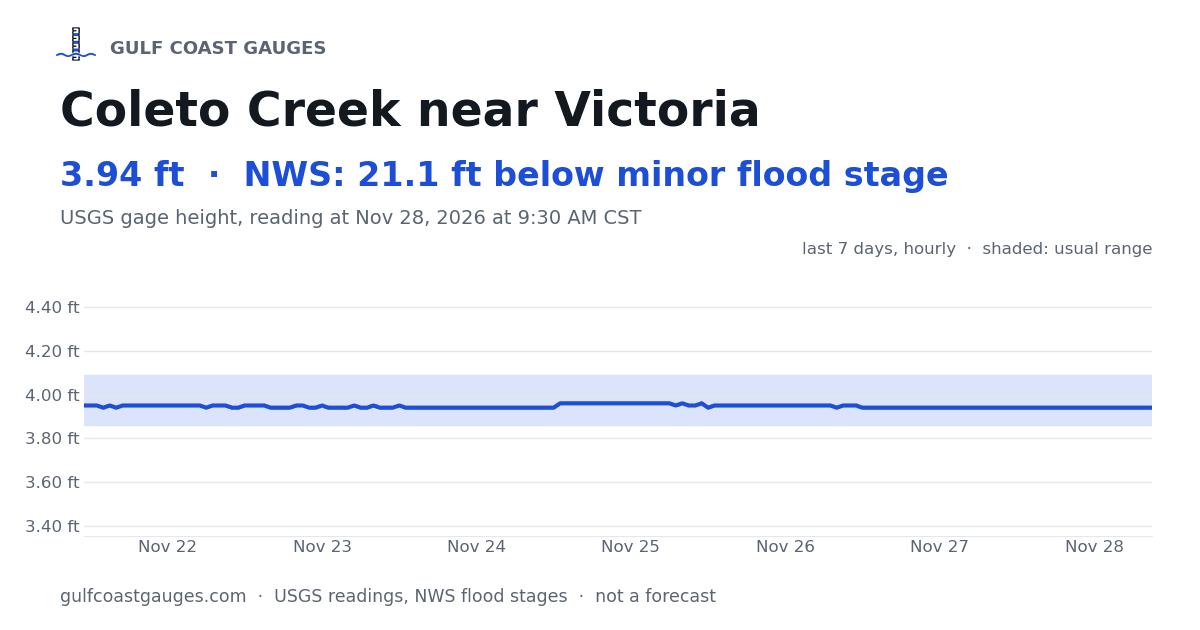 GULF COAST GAUGES
Coleto Creek near Victoria
3.94 ft · NWS: 21.1 ft below minor flood stage
USGS gage height, reading at Nov 28, 2026 at 9:30 AM CST
last 7 days, hourly · shaded: usual range
4.40 ft
4.20 ft
4.00 ft
3.80 ft
3.60 ft
3.40 ft
Nov 22 Nov 23 Nov 24 Nov 25 Nov 26 Nov 27 Nov 28
gulfcoastgauges.com · USGS readings, NWS flood stages · not a forecast